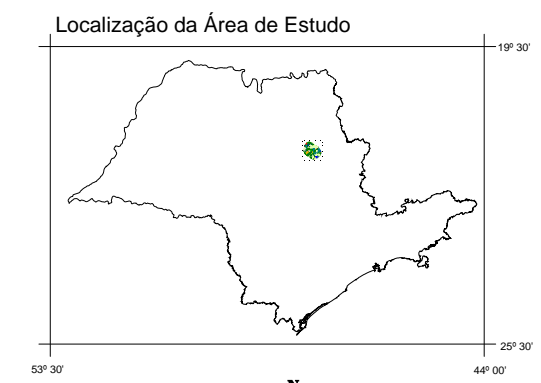 Localização da Área de Estudo
19º 30'
25º 30'
53º 30'
44º 00'
N